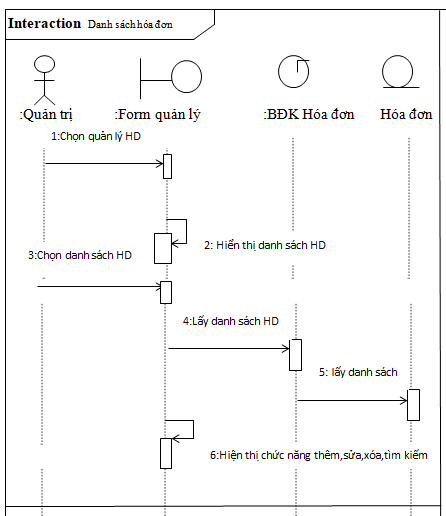 Interaction Danh sách hóa đơn
:Quản trị :Form quản lý :BĐK Hóa đơn Hóa đơn
1:Chọn quản lý HD
2: Hiển thị danh sách HD
3:Chọn danh sách HD
4:Lấy danh sách HD
5: lấy danh sách
6:Hiện thị chức năng thêm,sửa,xóa,tìm kiếm